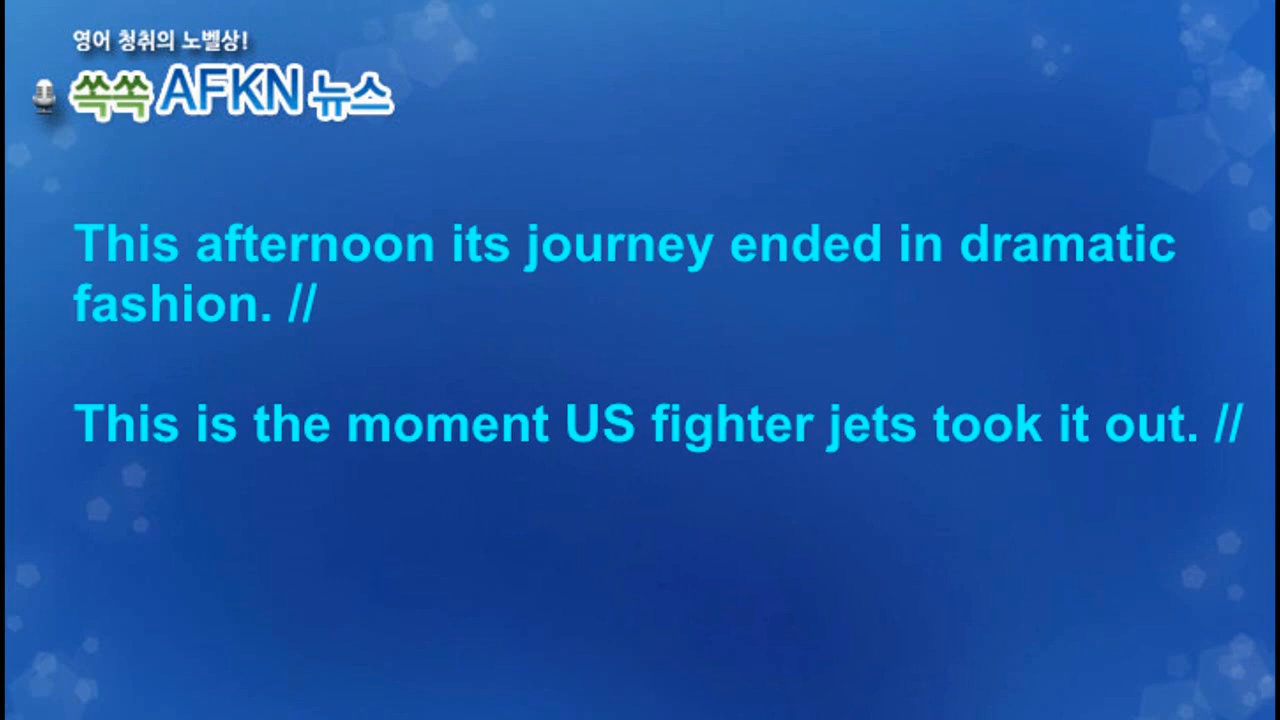 영어 청취의 노벨상!
쏙쏙 AFKN 뉴스
This afternoon its journey ended in dramatic
fashion. //
This is the moment US fighter jets took it out. //